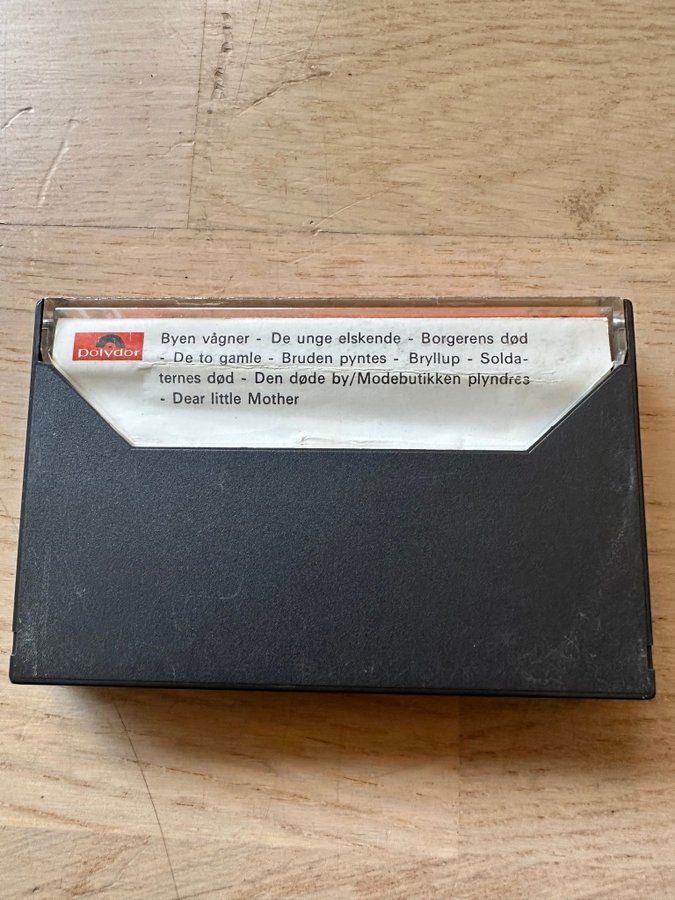 polydor
Byen vågner - De unge elskende - Borgerens død
- De to gamle - Bruden pyntes - Bryllup - Solda-
ternes død - Den døde by/Modebutikken plyndres
- Dear little Mother